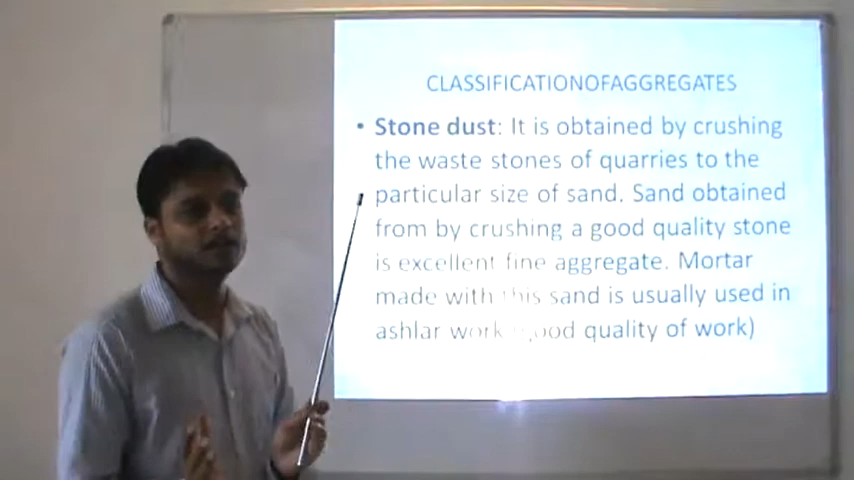 CLASSIFICATIONOFAGGREGATES
• Stone dust: It is obtained by crushing
the waste stones of quarries to the
particular size of sand. Sand obtained
from by crushing a good quality stone
is excellent fine aggregate. Mortar
made with this sand is usually used in
ashlar work good quality of work)